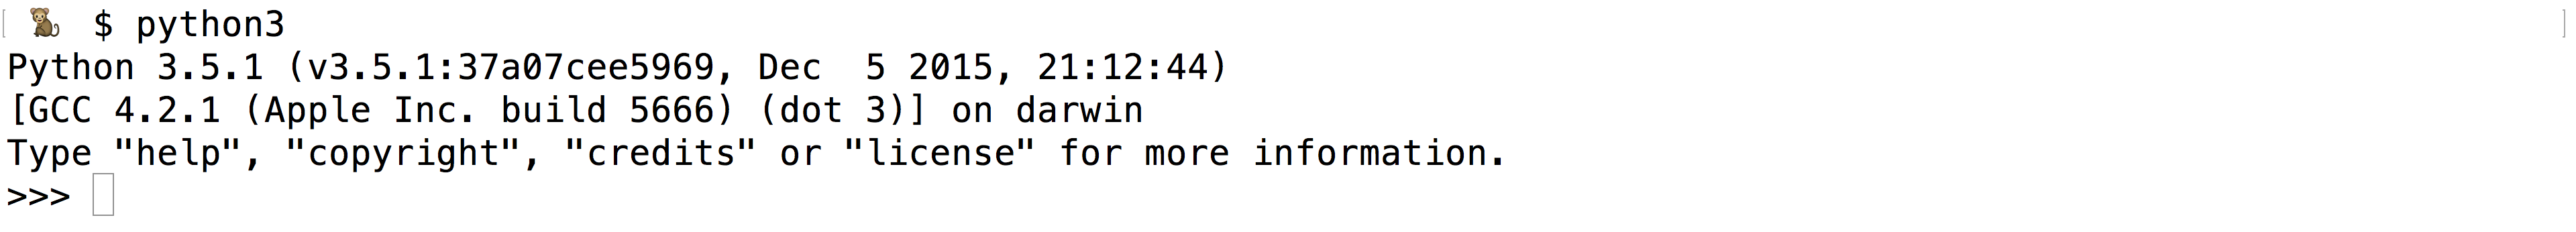 🐒 $ python3
Python 3.5.1 (v3.5.1:37a07cee5969, Dec  5 2015, 21:12:44)
[GCC 4.2.1 (Apple Inc. build 5666) (dot 3)] on darwin
Type "help", "copyright", "credits" or "license" for more information.
>>>